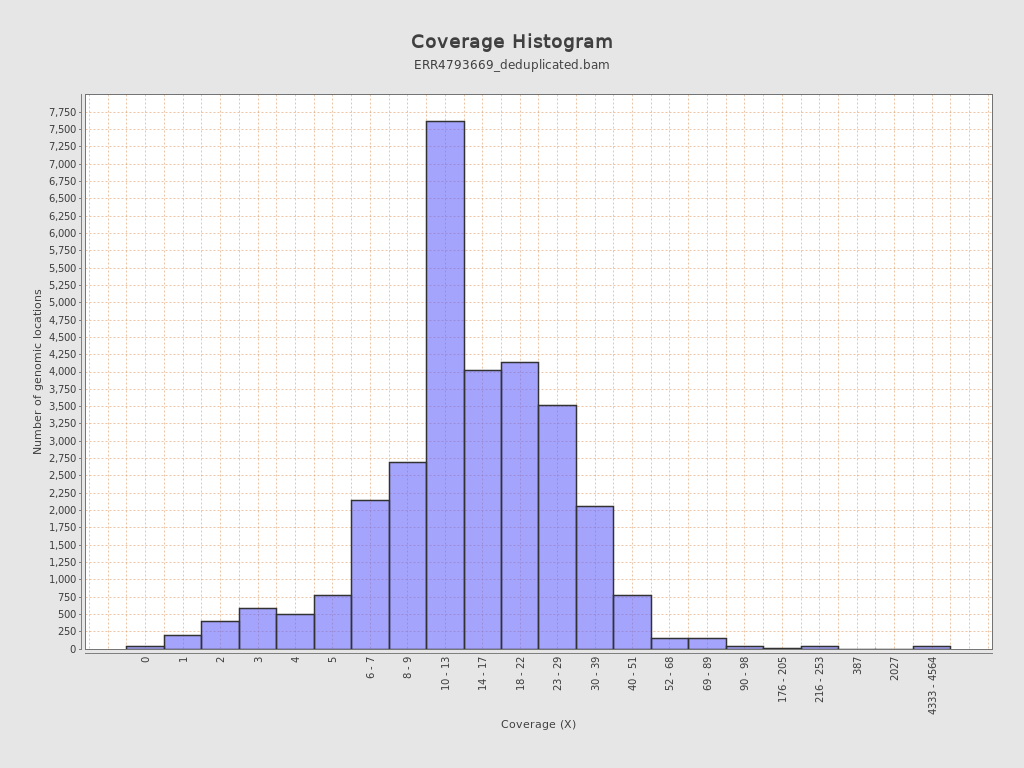 Coverage Histogram
ERR4793669_deduplicated.bam
Number of genomic locations
7,750
7,500
7,250
7,000
6,750
6,500
6,250
6,000
5,750
5,500
5,250
5,000
4,750
4,500
4,250
4,000
3,750
3,500
3,250
3,000
2,750
2,500
2,250
2,000
1,750
1,500
1,250
1,000
750
500
250
0
0
1
2
3
4
5
6 - 7
8 - 9
10 - 13
14 - 17
18 - 22
23 - 29
30 - 39
40 - 51
52 - 68
69 - 89
90 - 98
176 - 205
216 - 253
387
2027
4333 - 4564
Coverage (X)